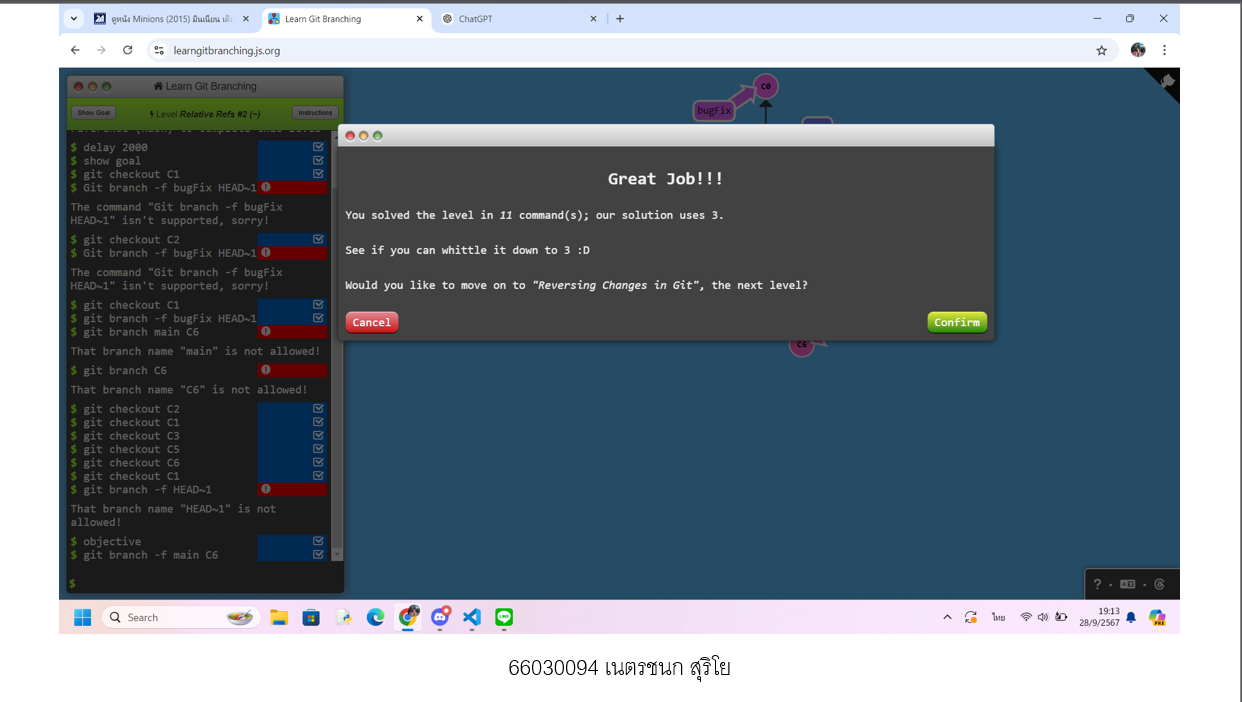 ดูหนัง Minions (2015) มินเนี่ยน เต็ม
Learn Git Branching
ChatGPT
learngitbranching.js.org
Learn Git Branching
Show Goal
Level Relative Refs #2 (~)
Instructions
$ delay 2000
$ show goal
$ git checkout C1
$ Git branch -f bugFix HEAD~1
The command "Git branch -f bugFix
HEAD~1" isn't supported, sorry!
$ git checkout C2
$ Git branch -f bugFix HEAD~1
The command "Git branch -f bugFix
HEAD~1" isn't supported, sorry!
$ git checkout C1
$ git branch -f bugFix HEAD~1
$ git branch main C6
That branch name "main" is not allowed!
$ git branch C6
That branch name "C6" is not allowed!
$ git checkout C2
$ git checkout C1
$ git checkout C3
$ git checkout C5
$ git checkout C6
$ git checkout C1
$ git branch -f HEAD~1
That branch name "HEAD~1" is not
allowed!
$ objective
$ git branch -f main C6
$
C0
bugFix
Great Job!!!
You solved the level in 11 command(s); our solution uses 3.
See if you can whittle it down to 3 :D
Would you like to move on to "Reversing Changes in Git", the next level?
Cancel
Confirm
C6
?
Search
ไทย
19:13
28/9/2567
PRE
66030094 เนตรชนก สุริโย